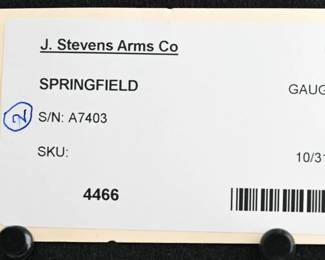 J. Stevens Arms Co
SPRINGFIELD GAUG
2 S/N: A7403
SKU: 10/31
4466